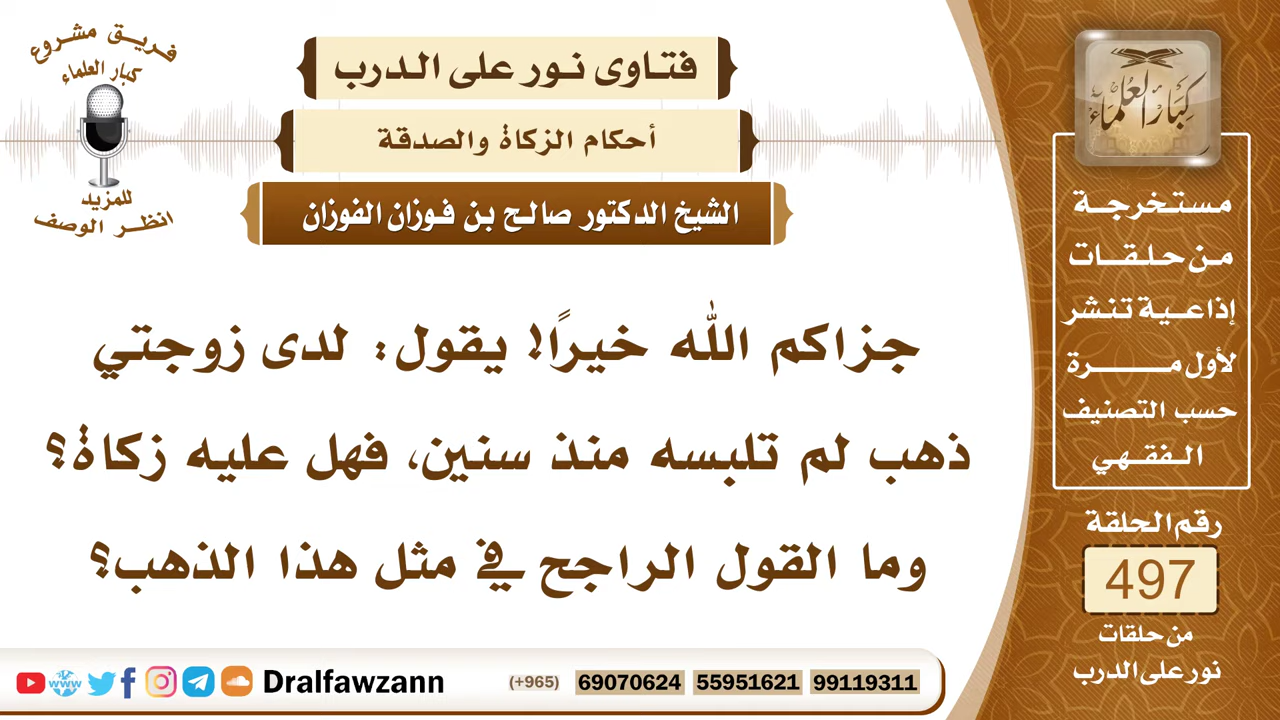 فريق مشروع
كبار العلماء
للمزيد
انظر الوصف
فتاوى نور على الدرب
أحكام الزكاة والصدقة
الشيخ الدكتور صالح بن فوزان الفوزان
جزاكم الله خيرًا! يقول: لدى زوجتي
ذهب لم تلبسه منذ سنين، فهل عليه زكاة؟
وما القول الراجح في مثل هذا الذهب؟
كبار العلماء
مستخرجة
من حلقات
إذاعية تنشر
لأول مرة
حسب التصنيف
الفقهي
رقم الحلقة
497
من حلقات
نور على الدرب
www
Dralfawzann
(+965) 69070624 55951621 99119311